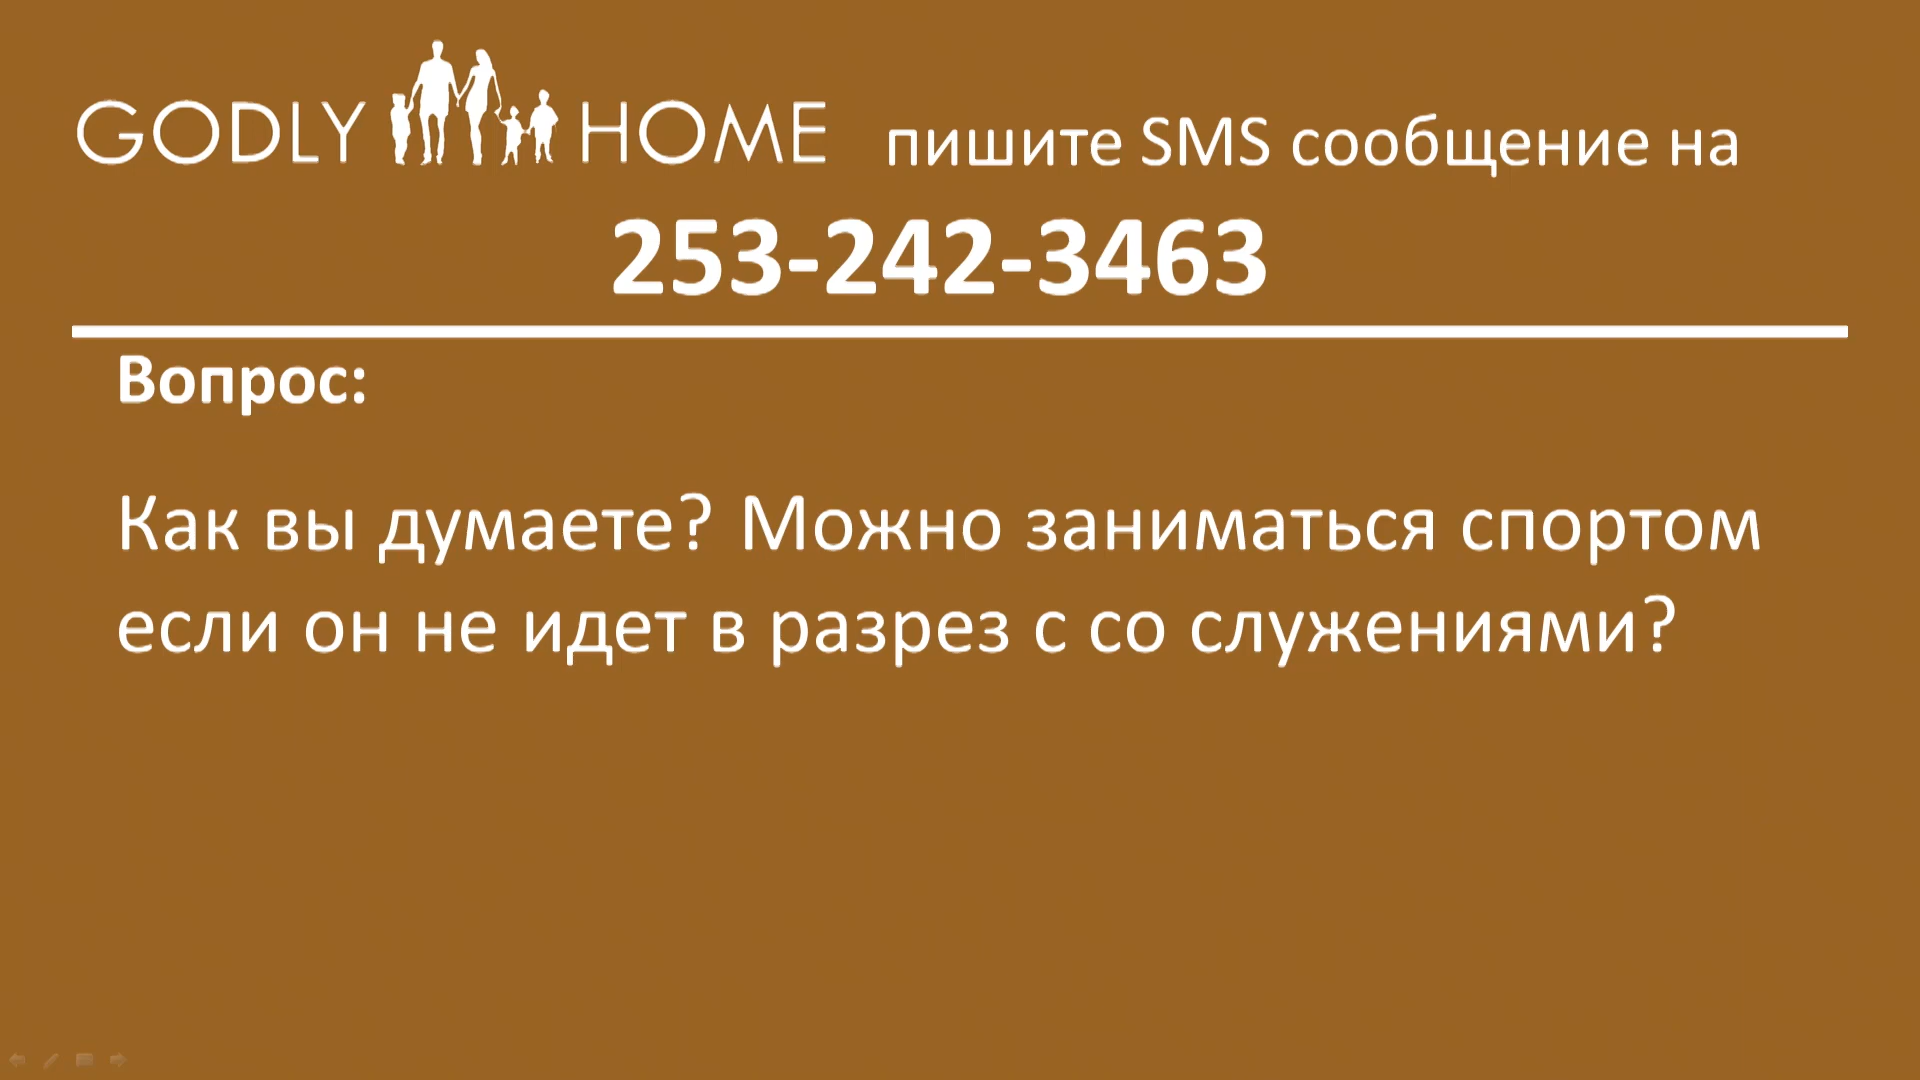 GODLY HOME пишите SMS сообщение на
253-242-3463
Вопрос:
Как вы думаете? Можно заниматься спортом
если он не идет в разрез с со служениями?